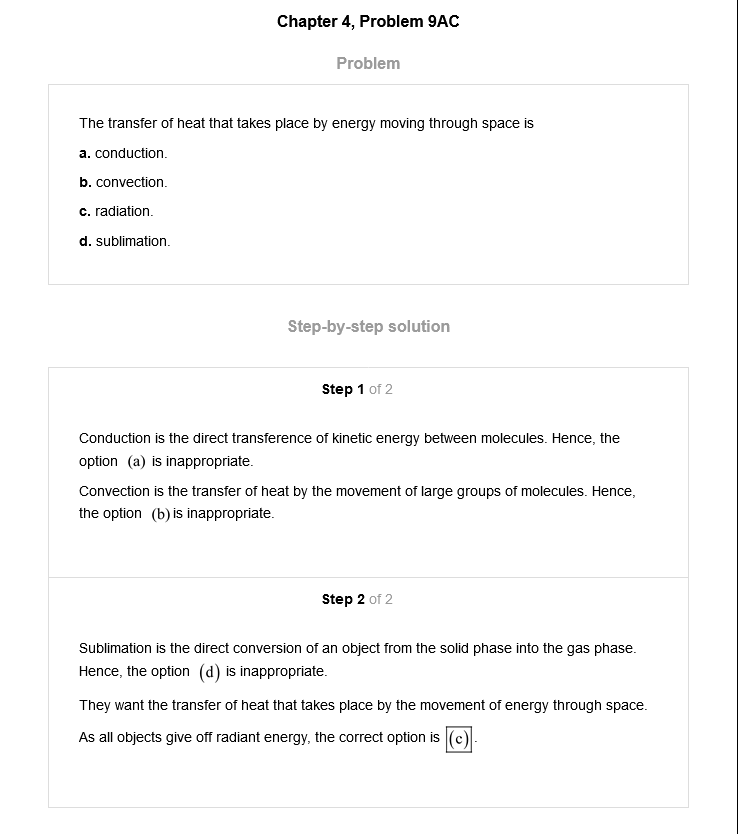 Chapter 4, Problem 9AC
Problem
The transfer of heat that takes place by energy moving through space is
a. conduction.
b. convection.
c. radiation.
d. sublimation.
Step-by-step solution
Step 1 of 2
Conduction is the direct transference of kinetic energy between molecules. Hence, the
option (a) is inappropriate.
Convection is the transfer of heat by the movement of large groups of molecules. Hence,
the option (b) is inappropriate.
Step 2 of 2
Sublimation is the direct conversion of an object from the solid phase into the gas phase.
Hence, the option (d) is inappropriate.
They want the transfer of heat that takes place by the movement of energy through space.
As all objects give off radiant energy, the correct option is (c).